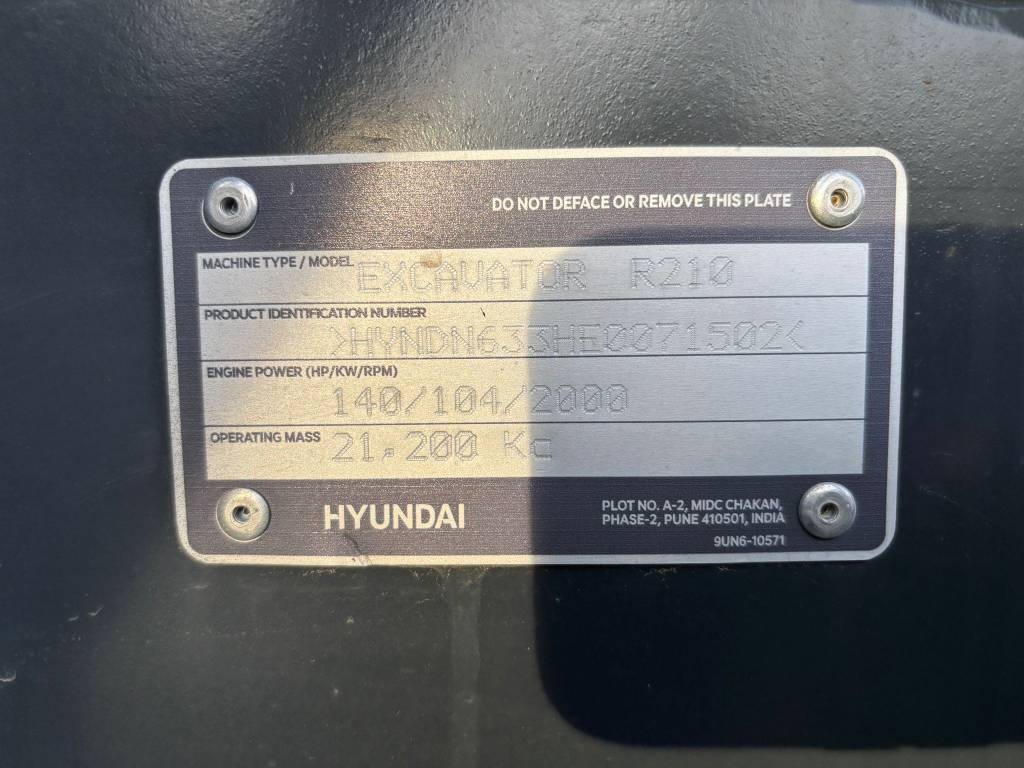 DO NOT DEFACE OR REMOVE THIS PLATE
MACHINE TYPE / MODEL EXCAVATOR R210
PRODUCT IDENTIFICATION NUMBER
>HYNDN633HE0071502<
ENGINE POWER (HP/KW/RPM)
140/104/2000
OPERATING MASS 21,200 KG
HYUNDAI
PLOT NO. A-2, MIDC CHAKAN,
PHASE-2, PUNE 410501, INDIA
9UN6-10571